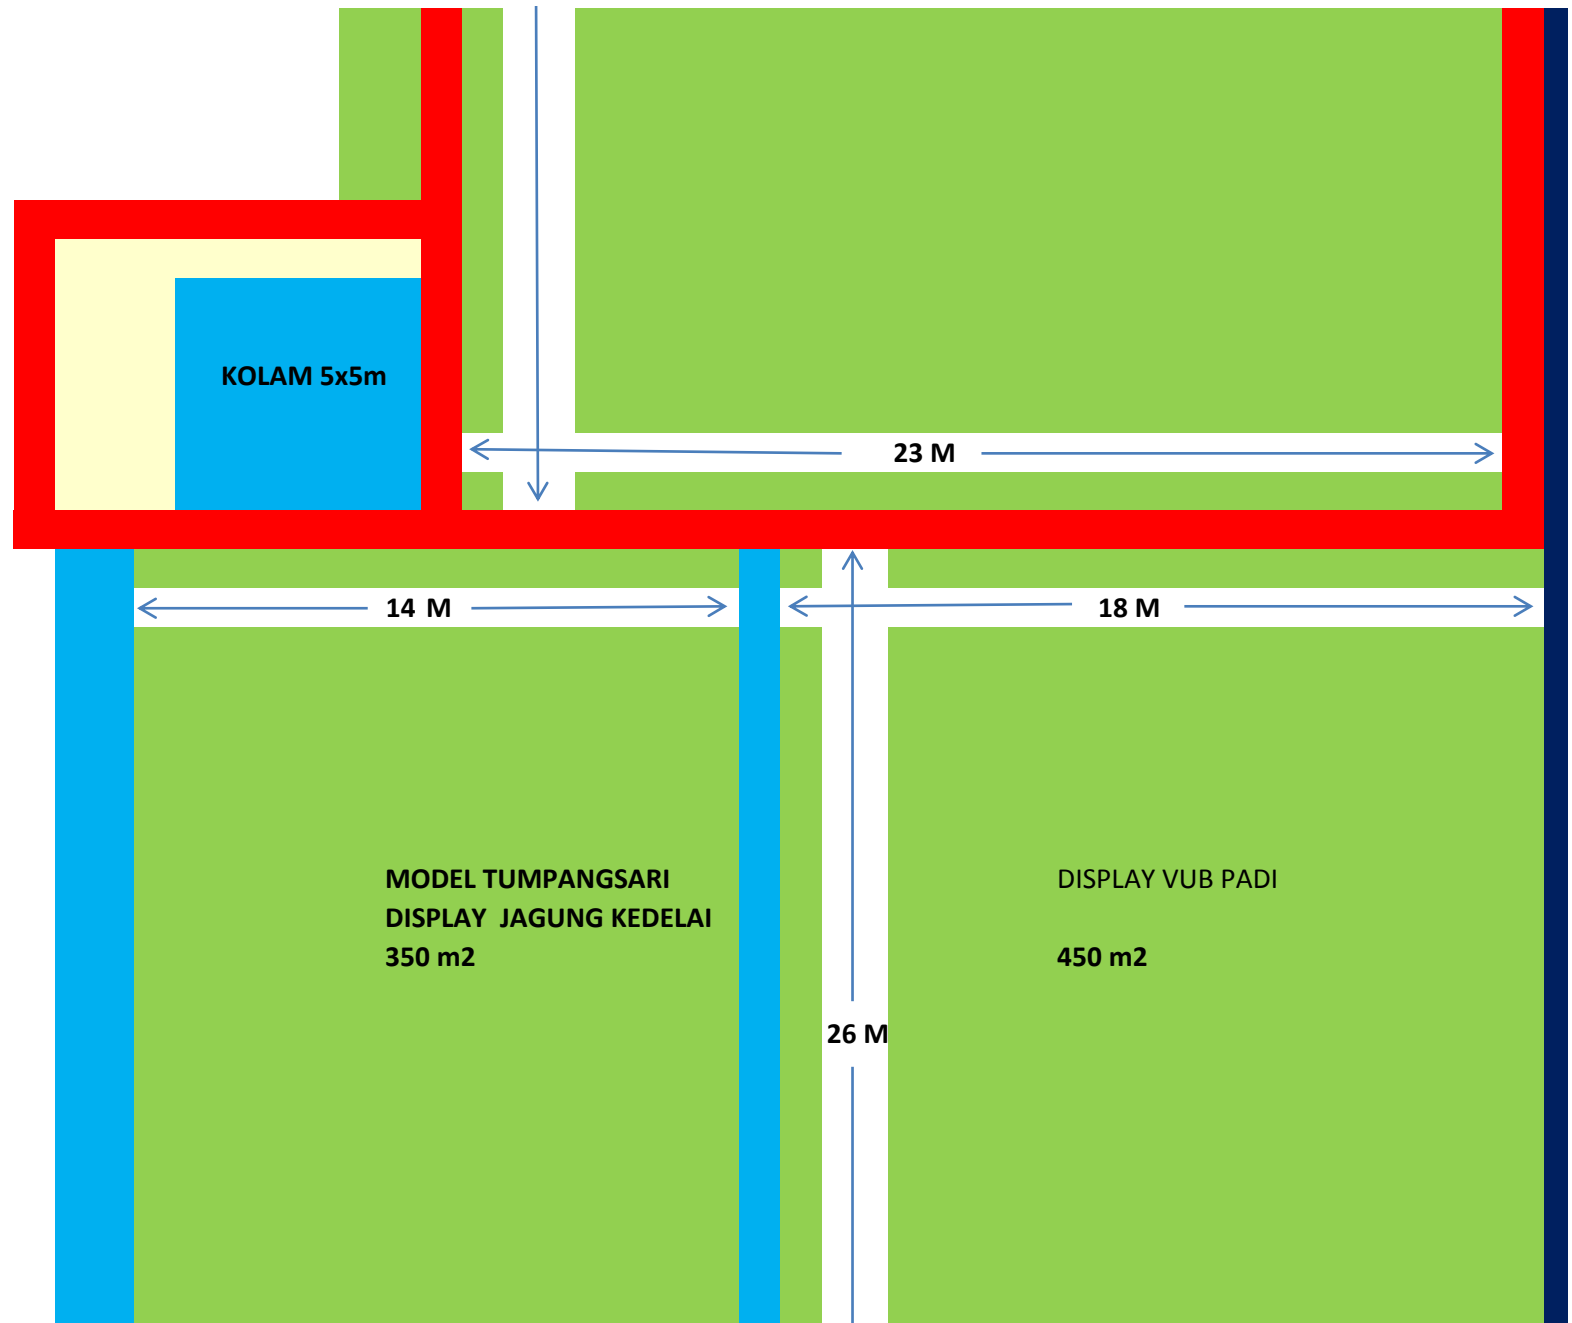 KOLAM 5x5m
23 M
14 M
18 M
MODEL TUMPANGSARI
DISPLAY JAGUNG KEDELAI
350 m2
DISPLAY VUB PADI
450 m2
26 M